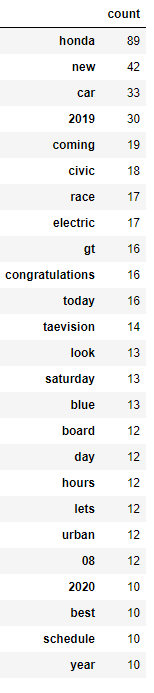 count
honda 89
new 42
car 33
2019 30
coming 19
civic 18
race 17
electric 17
gt 16
congratulations 16
today 16
taevision 14
look 13
saturday 13
blue 13
board 12
day 12
hours 12
lets 12
urban 12
08 12
2020 10
best 10
schedule 10
year 10